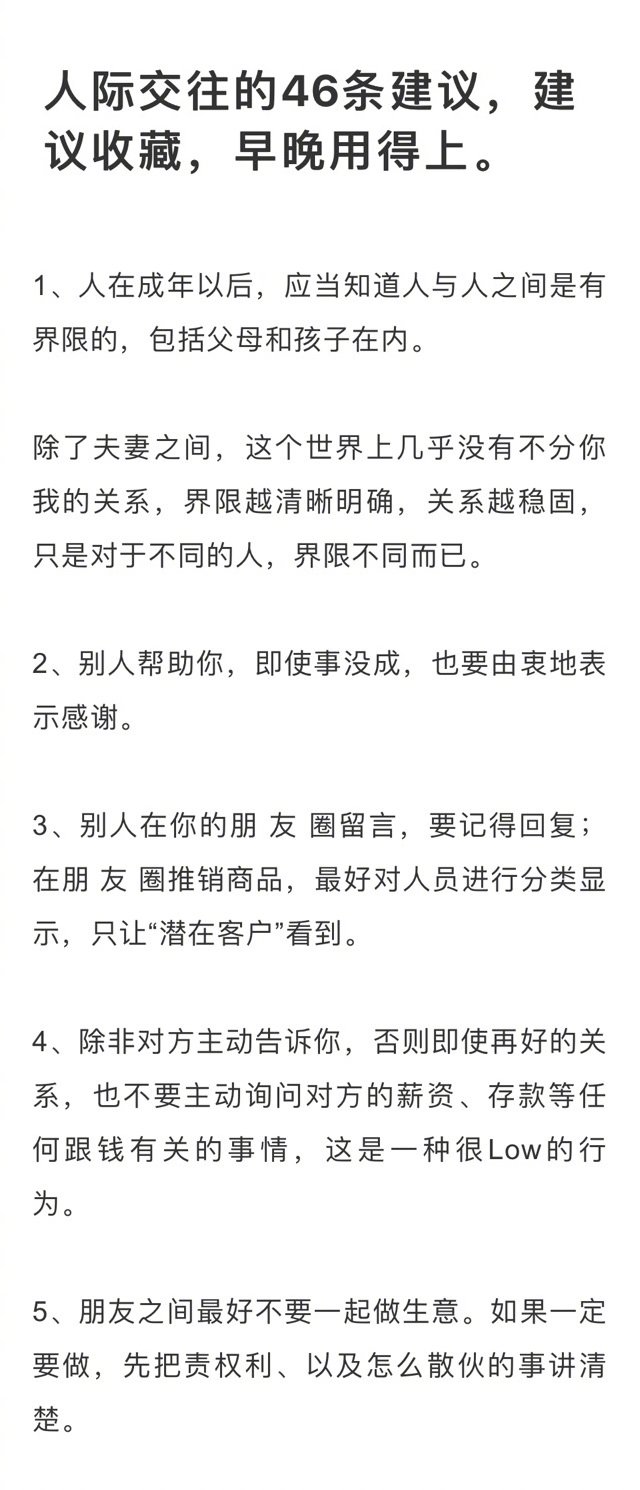 人际交往的46条建议，建
议收藏，早晚用得上。
1、人在成年以后，应当知道人与人之间是有
界限的，包括父母和孩子在内。
除了夫妻之间，这个世界上几乎没有不分你
我的关系，界限越清晰明确，关系越稳固，
只是对于不同的人，界限不同而已。
2、别人帮助你，即使事没成，也要由衷地表
示感谢。
3、别人在你的朋 友 圈留言，要记得回复；
在朋 友 圈推销商品，最好对人员进行分类显
示，只让“潜在客户”看到。
4、除非对方主动告诉你，否则即使再好的关
系，也不要主动询问对方的薪资、存款等任
何跟钱有关的事情，这是一种很Low的行
为。
5、朋友之间最好不要一起做生意。如果一定
要做，先把责权利、以及怎么散伙的事讲清
楚。